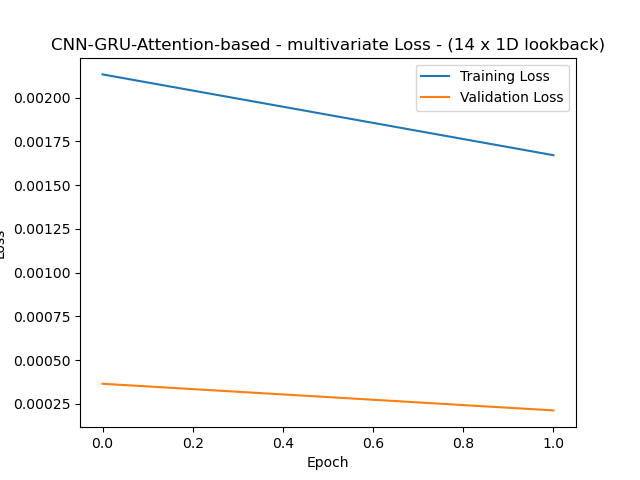 CNN-GRU-Attention-based - multivariate Loss - (14 x 1D lookback)
Training Loss
Validation Loss
0.00200
0.00175
0.00150
0.00125
0.00100
0.00075
0.00050
0.00025
Loss
0.0 0.2 0.4 0.6 0.8 1.0
Epoch